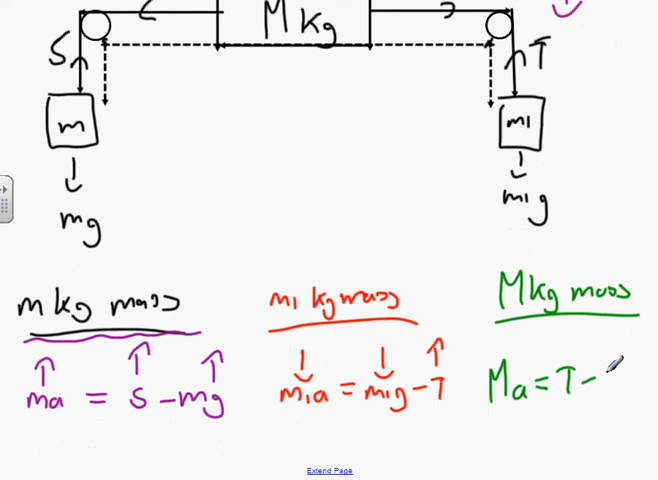 M kg
S T
m m1
mg m1g
m kg mass m1 kg mass M kg mass
ma = S - mg m1a = m1g - T Ma = T -
Extend Page